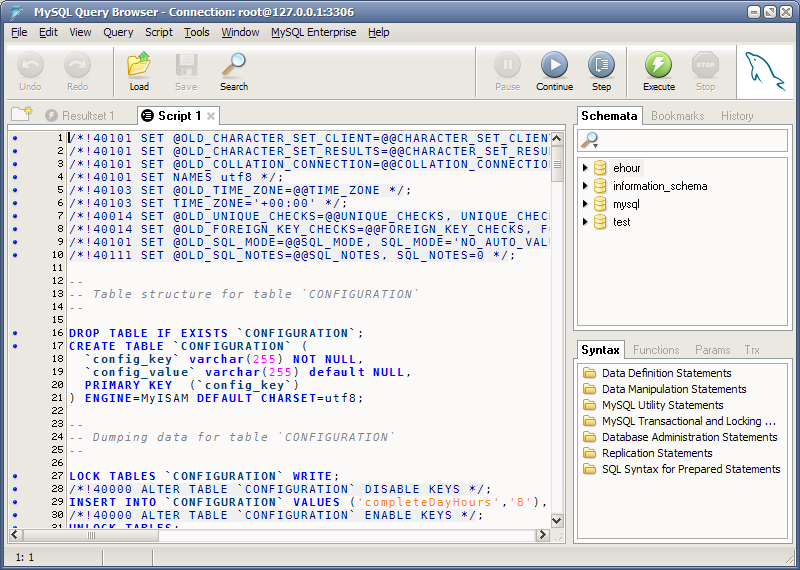 MySQL Query Browser - Connection: root@127.0.0.1:3306
File Edit View Query Script Tools Window MySQL Enterprise Help
Undo Redo Load Save Search Pause Continue Step Execute Stop
Resultset 1 Script 1
1 /*!40101 SET @OLD_CHARACTER_SET_CLIENT=@@CHARACTER_SET_CLIENT
2 /*!40101 SET @OLD_CHARACTER_SET_RESULTS=@@CHARACTER_SET_RESU
3 /*!40101 SET @OLD_COLLATION_CONNECTION=@@COLLATION_CONNECTION
4 /*!40101 SET NAMES utf8 */;
5 /*!40103 SET @OLD_TIME_ZONE=@@TIME_ZONE */;
6 /*!40103 SET TIME_ZONE='+00:00' */;
7 /*!40014 SET @OLD_UNIQUE_CHECKS=@@UNIQUE_CHECKS, UNIQUE_CHEC
8 /*!40014 SET @OLD_FOREIGN_KEY_CHECKS=@@FOREIGN_KEY_CHECKS, FO
9 /*!40101 SET @OLD_SQL_MODE=@@SQL_MODE, SQL_MODE='NO_AUTO_VALU
10 /*!40111 SET @OLD_SQL_NOTES=@@SQL_NOTES, SQL_NOTES=0 */;
11
12 --
13 -- Table structure for table `CONFIGURATION`
14 --
15
16 DROP TABLE IF EXISTS `CONFIGURATION`;
17 CREATE TABLE `CONFIGURATION` (
18 `config_key` varchar(255) NOT NULL,
19 `config_value` varchar(255) default NULL,
20 PRIMARY KEY (`config_key`)
21 ) ENGINE=MyISAM DEFAULT CHARSET=utf8;
22
23 --
24 -- Dumping data for table `CONFIGURATION`
25 --
26
27 LOCK TABLES `CONFIGURATION` WRITE;
28 /*!40000 ALTER TABLE `CONFIGURATION` DISABLE KEYS */;
29 INSERT INTO `CONFIGURATION` VALUES ('completeDayHours','8'),
30 /*!40000 ALTER TABLE `CONFIGURATION` ENABLE KEYS */;
31 UNLOCK TABLES;
Schemata Bookmarks History
ehour
information_schema
mysql
test
Syntax Functions Params Trx
Data Definition Statements
Data Manipulation Statements
MySQL Utility Statements
MySQL Transactional and Locking ...
Database Administration Statements
Replication Statements
SQL Syntax for Prepared Statements
1: 1